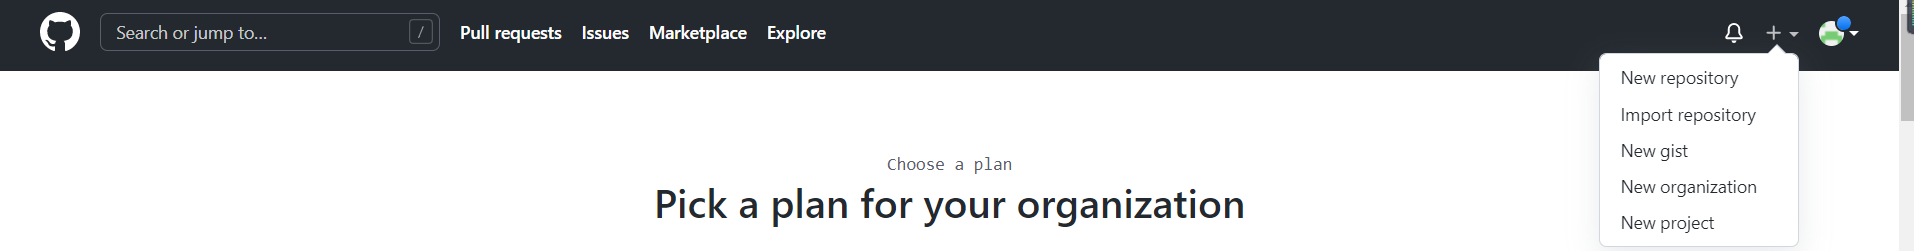 Search or jump to... /
Pull requests Issues Marketplace Explore
New repository
Import repository
New gist
New organization
New project
Choose a plan
Pick a plan for your organization